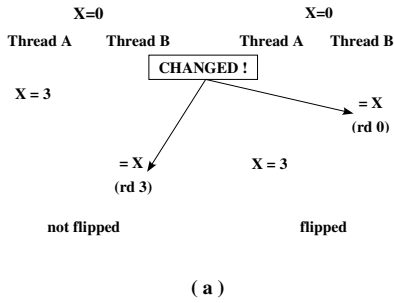 X=0
X=0
Thread A Thread B
Thread A Thread B
CHANGED !
X = 3
= X
(rd 0)
= X
(rd 3)
X = 3
not flipped
flipped
( a )